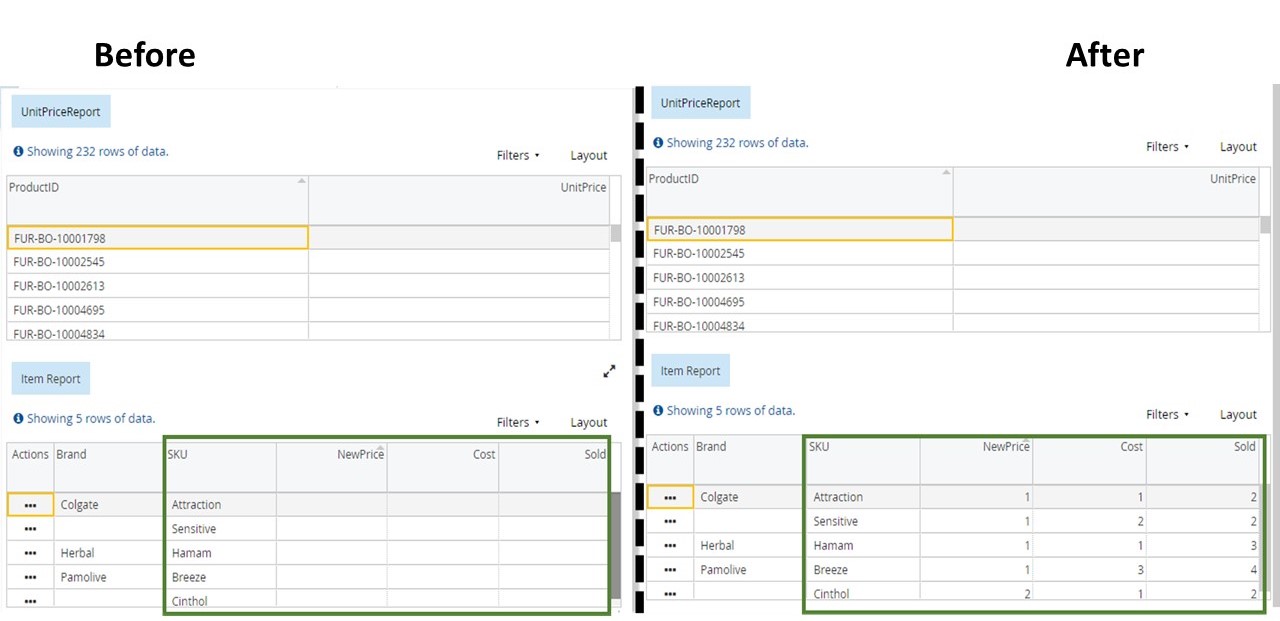 Before
After
UnitPriceReport
Showing 232 rows of data.
Filters
Layout
ProductID UnitPrice
FUR-BO-10001798
FUR-BO-10002545
FUR-BO-10002613
FUR-BO-10004695
FUR-BO-10004834
Item Report
Showing 5 rows of data.
Filters
Layout
Actions Brand SKU NewPrice Cost Sold
Colgate Attraction
Sensitive
Herbal Hamam
Pamolive Breeze
Cinthol
UnitPriceReport
Showing 232 rows of data.
Filters
Layout
ProductID UnitPrice
FUR-BO-10001798
FUR-BO-10002545
FUR-BO-10002613
FUR-BO-10004695
FUR-BO-10004834
Item Report
Showing 5 rows of data.
Filters
Layout
Actions Brand SKU NewPrice Cost Sold
Colgate Attraction 1 1 2
Sensitive 1 2 2
Herbal Hamam 1 1 3
Pamolive Breeze 1 3 4
Cinthol 2 1 2